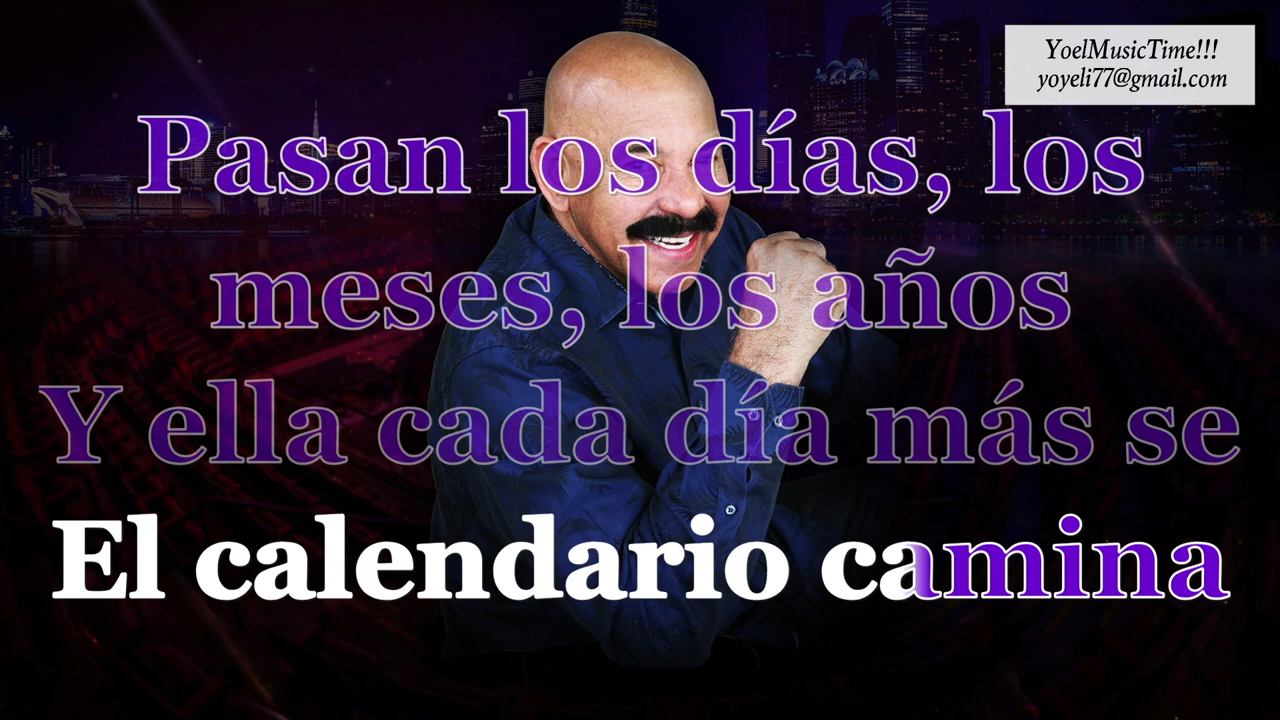 YoelMusicTime!!!
yoyeli77@gmail.com
Pasan los días, los
meses, los años
Y ella cada día más se
El calendario camina